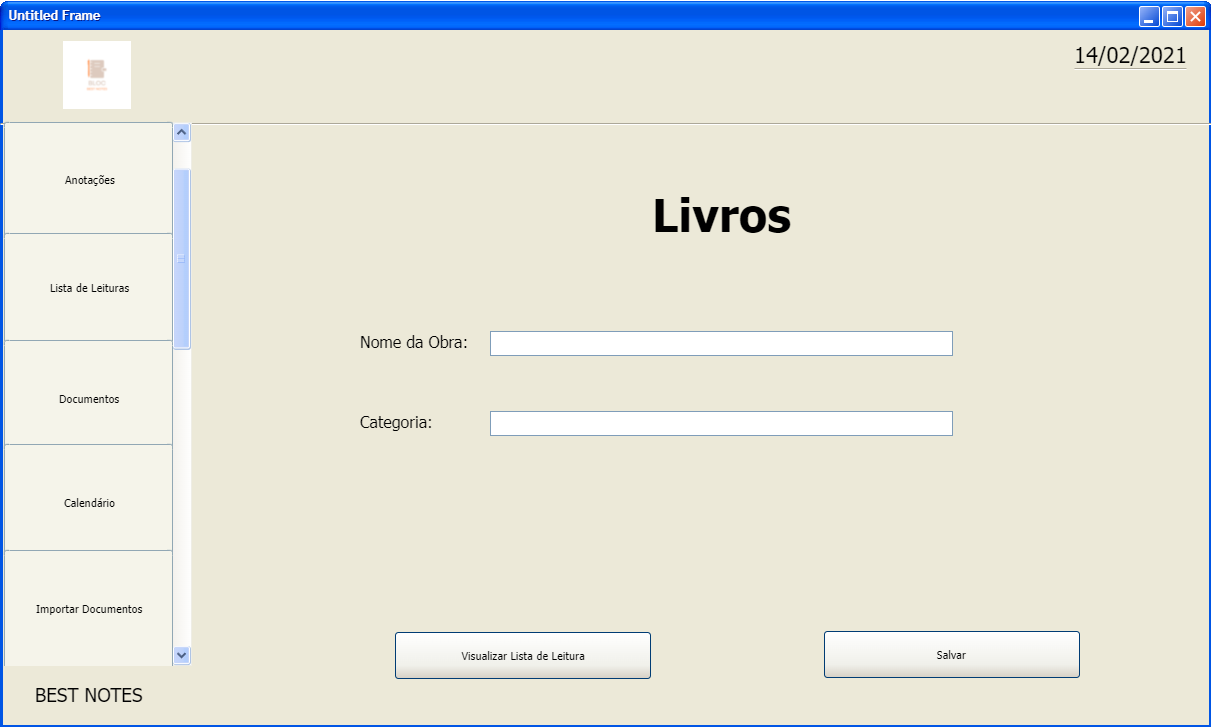 Untitled Frame
14/02/2021
Anotações
Lista de Leituras
Documentos
Calendário
Importar Documentos
BEST NOTES
Livros
Nome da Obra:
Categoria:
Visualizar Lista de Leitura
Salvar